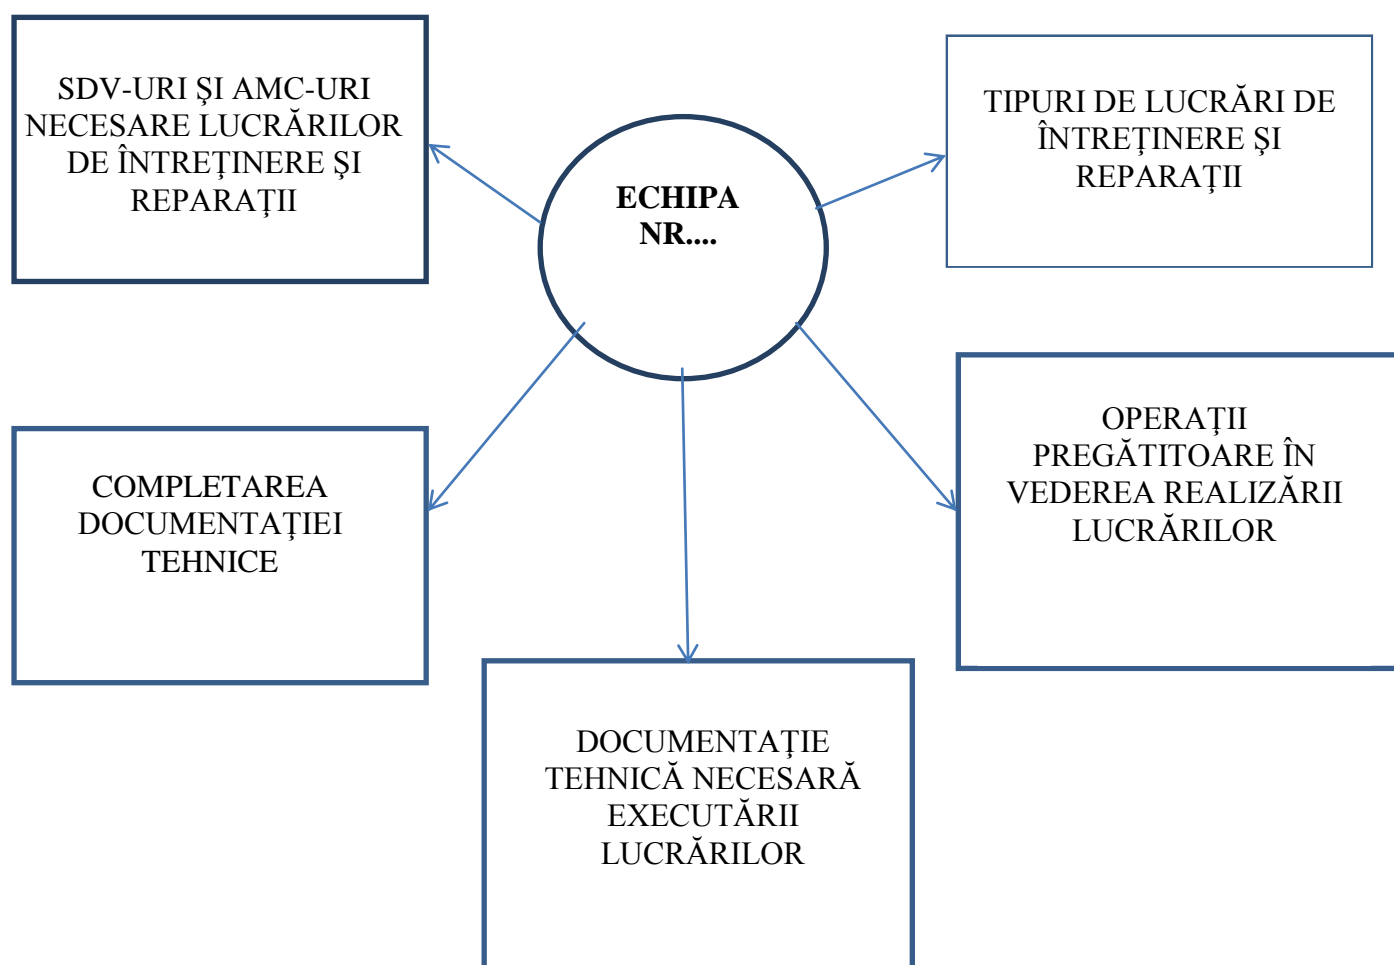 SDV-URI ŞI AMC-URI
NECESARE LUCRĂRILOR
DE ÎNTREŢINERE ŞI
REPARAŢII
ECHIPA
NR....
TIPURI DE LUCRĂRI DE
ÎNTREŢINERE ŞI
REPARAŢII
COMPLETAREA
DOCUMENTAŢIEI
TEHNICE
OPERAŢII
PREGĂTITOARE ÎN
VEDEREA REALIZĂRII
LUCRĂRILOR
DOCUMENTAŢIE
TEHNICĂ NECESARĂ
EXECUTĂRII
LUCRĂRILOR